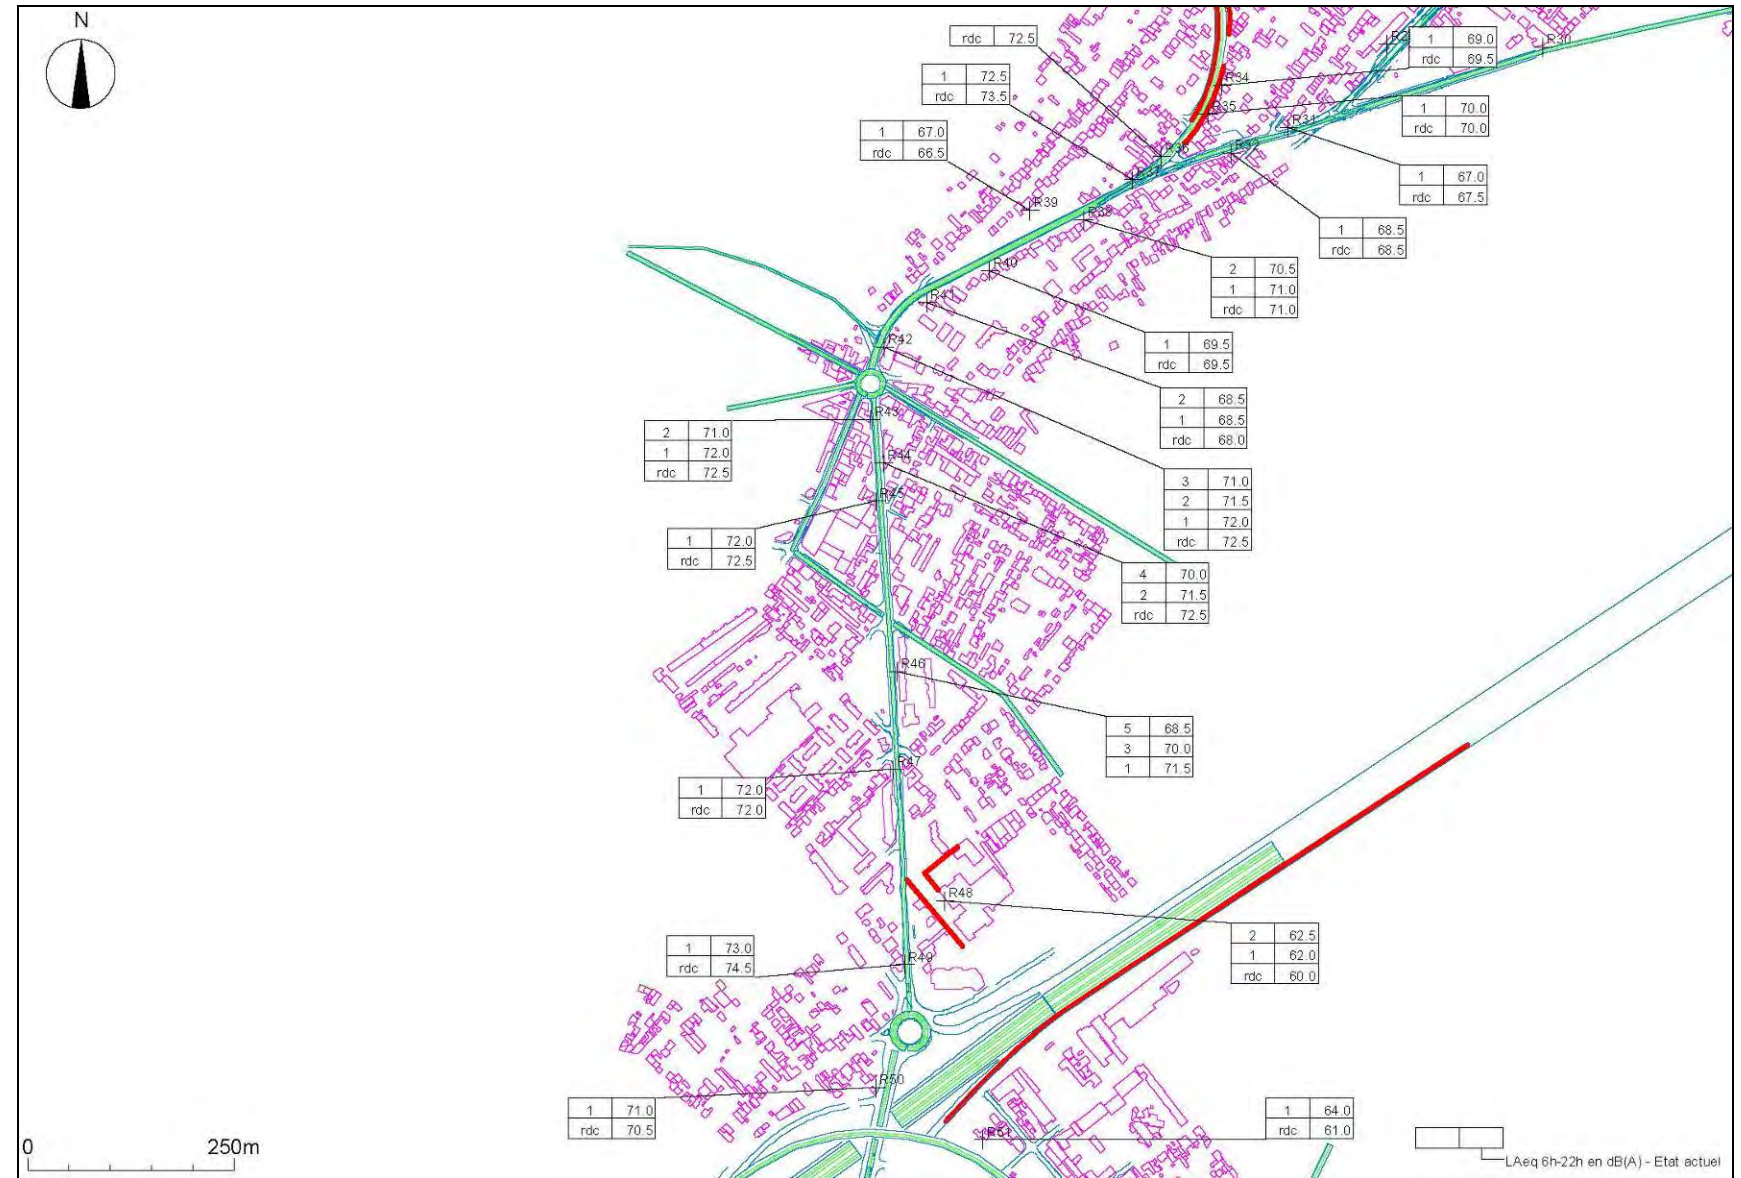 N
rdc 72.5
R2
1 69.0
rdc 69.5
R30
1 72.5
rdc 73.5
R34
R35
1 70.0
rdc 70.0
1 67.0
rdc 66.5
R31
R36
1 67.0
rdc 67.5
R39
R38
1 68.5
rdc 68.5
R40
2 70.5
1 71.0
rdc 71.0
R41
R42
1 69.5
rdc 69.5
2 68.5
1 68.5
rdc 68.0
R43
2 71.0
1 72.0
rdc 72.5
R44
3 71.0
2 71.5
1 72.0
rdc 72.5
R45
1 72.0
rdc 72.5
4 70.0
2 71.5
rdc 72.5
R46
5 68.5
3 70.0
1 71.5
R47
1 72.0
rdc 72.0
R48
2 62.5
1 62.0
rdc 60.0
1 73.0
rdc 74.5
R49
R50
1 71.0
rdc 70.5
R51
1 64.0
rdc 61.0
0 250m
LAeq 6h-22h en dB(A) - Etat actuel